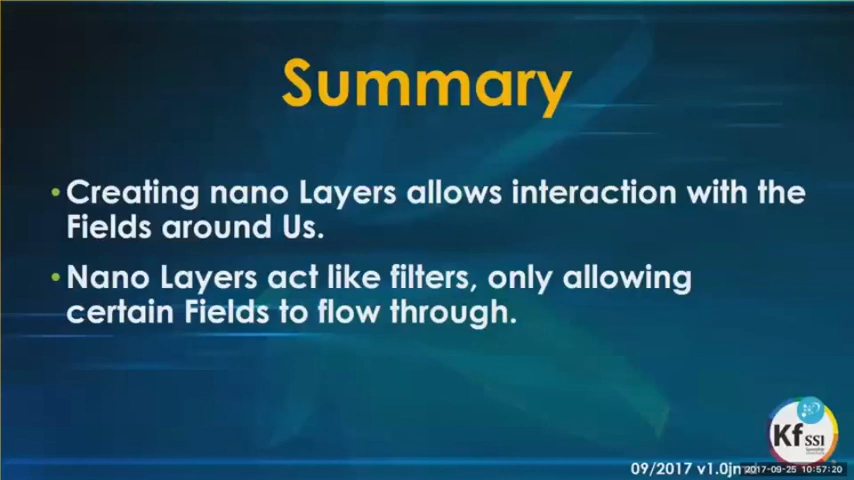 Summary
•Creating nano Layers allows interaction with the
Fields around Us.
•Nano Layers act like filters, only allowing
certain Fields to flow through.
Kf SSI
09/2017 v1.0jm
2017-09-25 10:57:20